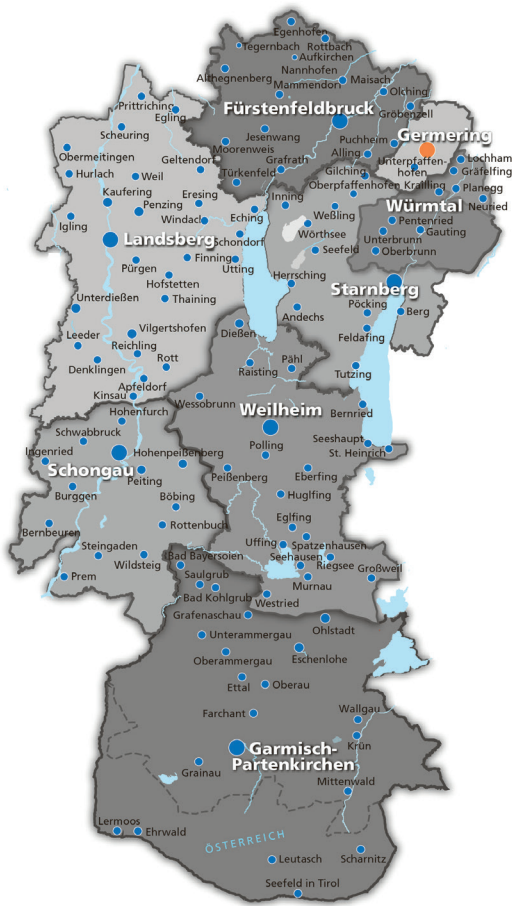 Egenhofen
Tegernbach
Rottbach
Aufkirchen
Althegnenberg
Nannhofen
Maisach
Mammendorf
Olching
Prittriching
Egling
Fürstenfeldbruck
Gröbenzell
Scheuring
Jesenwang
Puchheim
Germering
Moorenweis
Alling
Obermeitingen
Geltendorf
Grafrath
Unterpfaffen-
hofen
Lochham
Gräfelfing
Hurlach
Weil
Türkenfeld
Gilching
Oberpfaffenhofen
Krailling
Planegg
Kaufering
Eresing
Inning
Penzing
Weßling
Würmtal
Neuried
Igling
Windach
Eching
Wörthsee
Pentenried
Gauting
Landsberg
Schondorf
Seefeld
Unterbrunn
Oberbrunn
Finning
Pürgen
Utting
Hofstetten
Herrsching
Starnberg
Unterdießen
Thaining
Andechs
Pöcking
Berg
Leeder
Vilgertshofen
Dießen
Feldafing
Reichling
Denklingen
Rott
Raisting
Pähl
Tutzing
Apfeldorf
Kinsau
Wessobrunn
Hohenfurch
Weilheim
Bernried
Schwabbruck
Seeshaupt
Ingenried
Hohenpeißenberg
Polling
St. Heinrich
Schongau
Peiting
Peißenberg
Eberfing
Burggen
Böbing
Huglfing
Bernbeuren
Rottenbuch
Eglfing
Steingaden
Uffing
Spatzenhausen
Wildsteig
Bad Bayersoien
Seehausen
Riegsee
Großweil
Prem
Saulgrub
Murnau
Bad Kohlgrub
Westried
Grafenaschau
Ohlstadt
Unterammergau
Oberammergau
Eschenlohe
Ettal
Oberau
Farchant
Wallgau
Garmisch-
Partenkirchen
Krün
Grainau
Mittenwald
Lermoos
Ehrwald
ÖSTERREICH
Leutasch
Scharnitz
Seefeld in Tirol